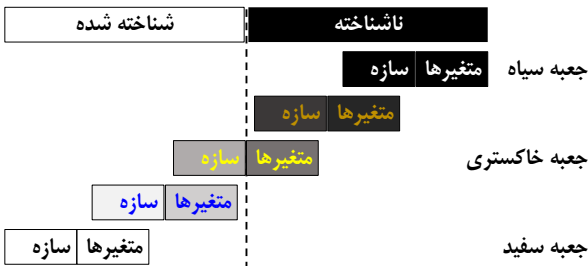 ناشناخته شناخته شده
جعبه سیاه متغیرها سازه
متغیرها سازه
جعبه خاکستری متغیرها سازه
متغیرها سازه
جعبه سفید متغیرها سازه